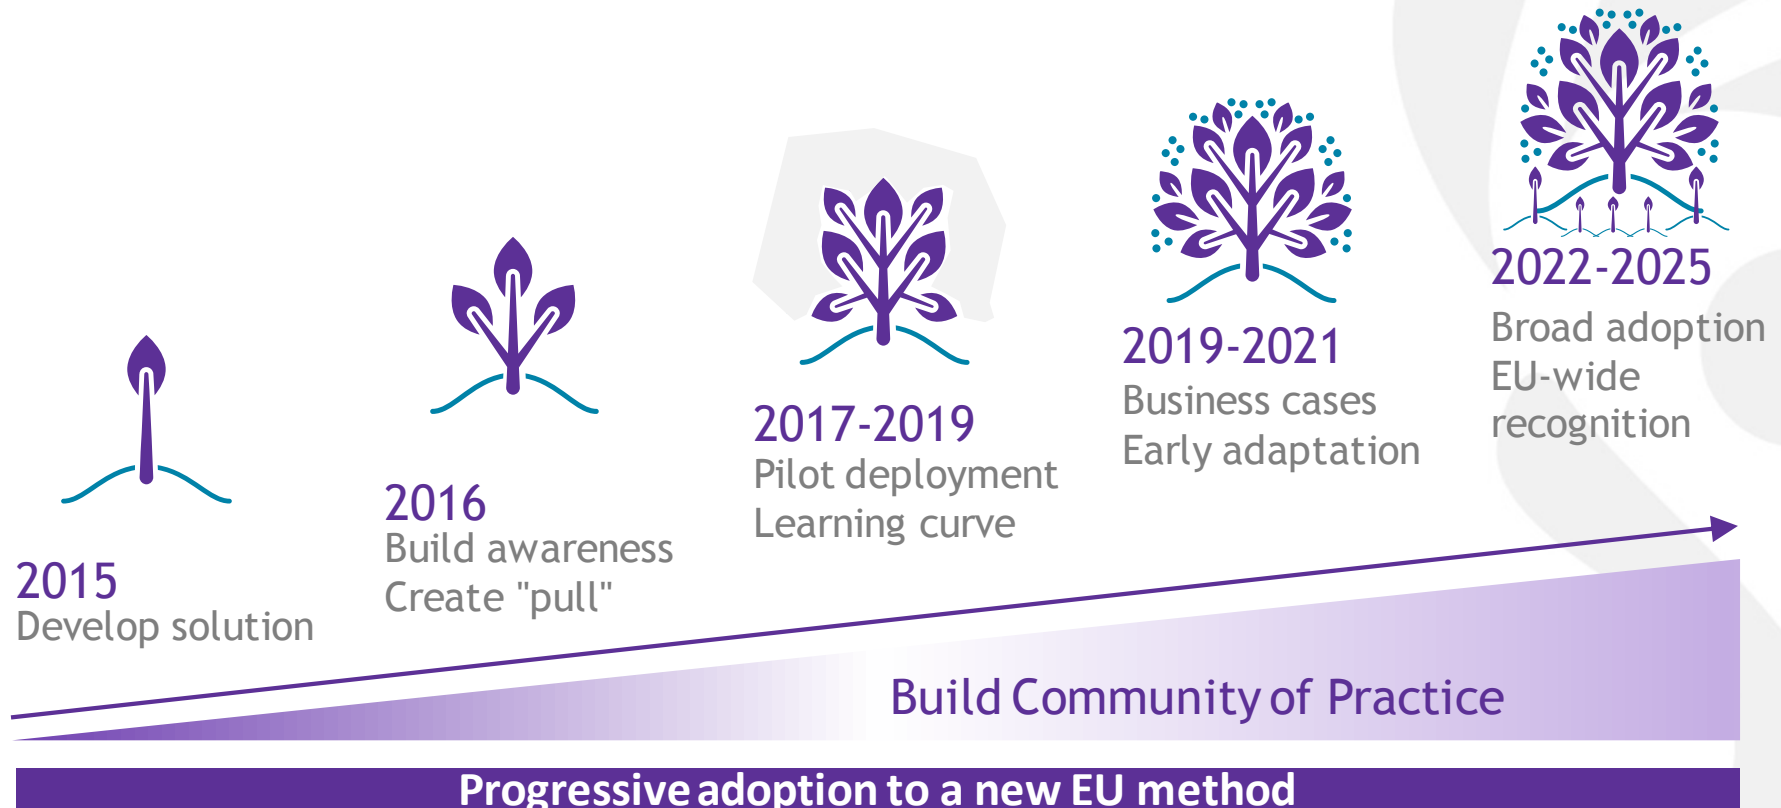 2015
Develop solution
2016
Build awareness
Create "pull"
2017-2019
Pilot deployment
Learning curve
2019-2021
Business cases
Early adaptation
2022-2025
Broad adoption
EU-wide
recognition
Build Community of Practice
Progressive adoption to a new EU method